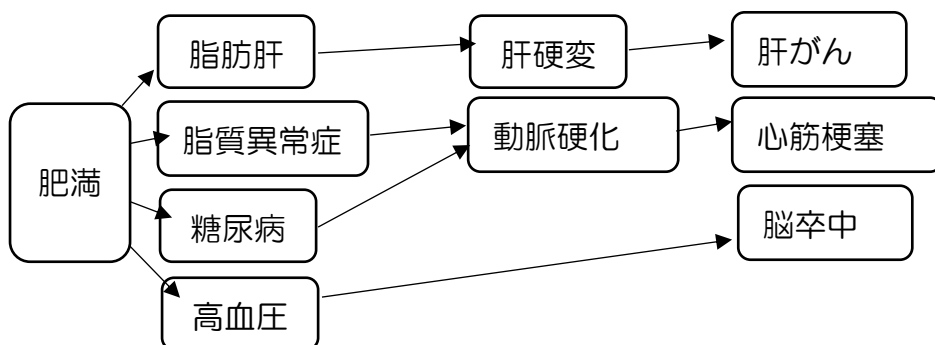 肥満
脂肪肝
肝硬変
肝がん
脂質異常症
動脈硬化
心筋梗塞
糖尿病
脳卒中
高血圧